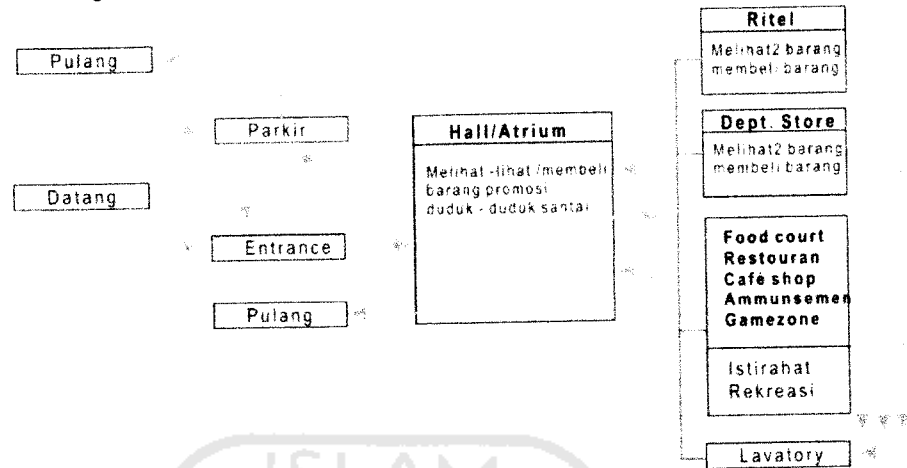 Pulang
Datang
Parkir
Entrance
Pulang
Hall/Atrium
Melihat -lihat /membeli
barang promosi
duduk - duduk santai
Ritel
Melihat2 barang
membeli barang
Dept. Store
Melihat2 barang
membeli barang
Food court
Restouran
Café shop
Ammunsemen
Gamezone
Istirahat
Rekreasi
Lavatory
ISLAM